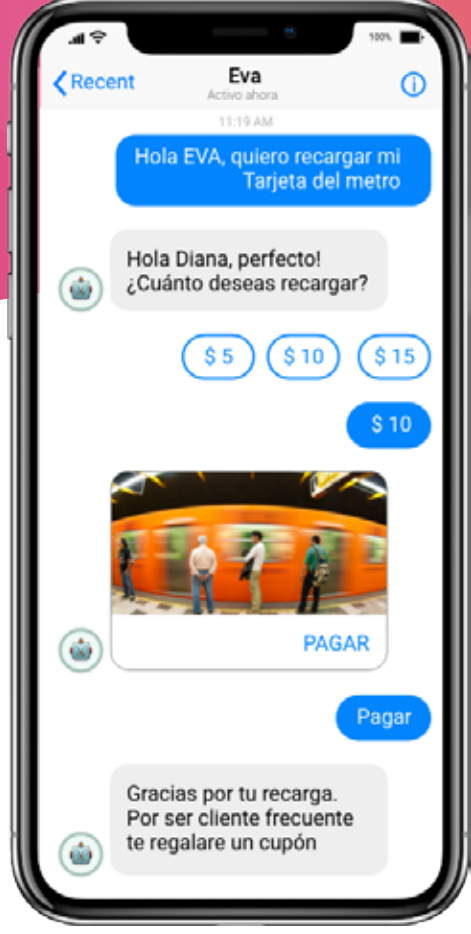 100%
Recent
Eva
Activo ahora
11:19 AM
Hola EVA, quiero recargar mi
Tarjeta del metro
Hola Diana, perfecto!
¿Cuánto deseas recargar?
$ 5
$ 10
$ 15
$ 10
PAGAR
Pagar
Gracias por tu recarga.
Por ser cliente frecuente
te regalare un cupón